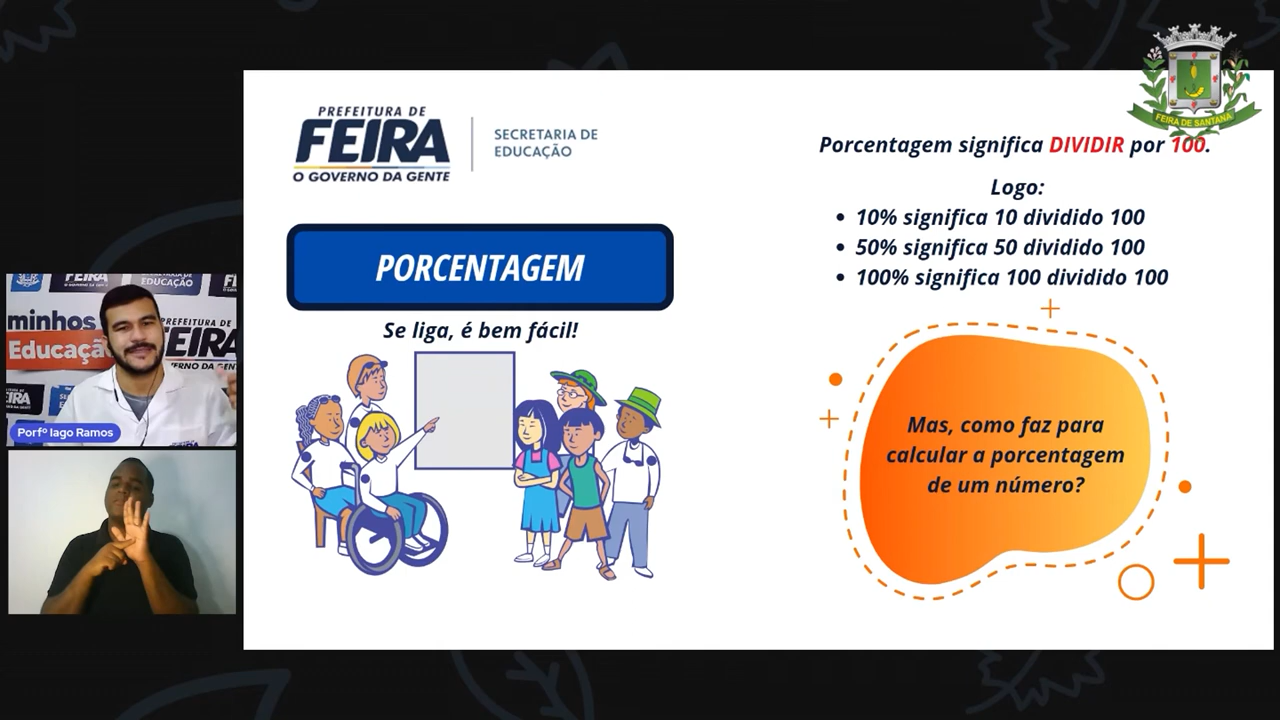 PREFEITURA DE
FEIRA
O GOVERNO DA GENTE
SECRETARIA DE
EDUCAÇÃO
FEIRA DE SANTANA
PORCENTAGEM
Se liga, é bem fácil!
Porcentagem significa DIVIDIR por 100.
Logo:
• 10% significa 10 dividido 100
• 50% significa 50 dividido 100
• 100% significa 100 dividido 100
Mas, como faz para
calcular a porcentagem
de um número?
minhos
Educação
PREFEITURA DE
FEIRA
Porfº Iago Ramos